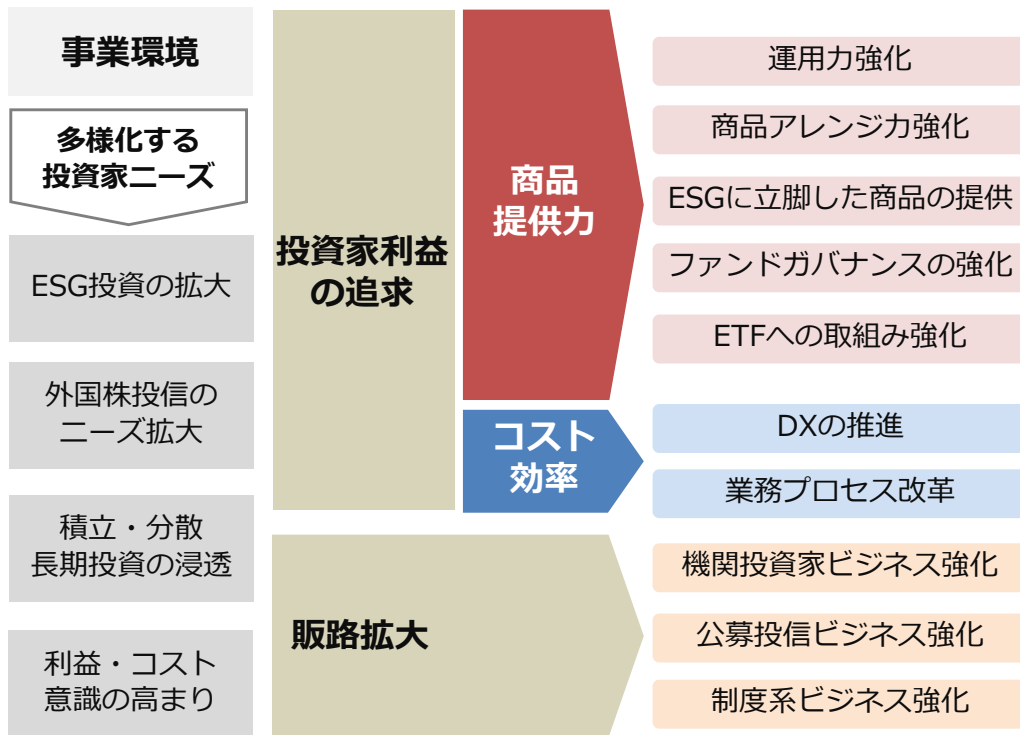 事業環境
多様化する
投資家ニーズ
ESG投資の拡大
外国株投信の
ニーズ拡大
積立・分散
長期投資の浸透
利益・コスト
意識の高まり
投資家利益
の追求
商品
提供力
運用力強化
商品アレンジ力強化
ESGに立脚した商品の提供
ファンドガバナンスの強化
ETFへの取組み強化
コスト
効率
DXの推進
業務プロセス改革
販路拡大
機関投資家ビジネス強化
公募投信ビジネス強化
制度系ビジネス強化